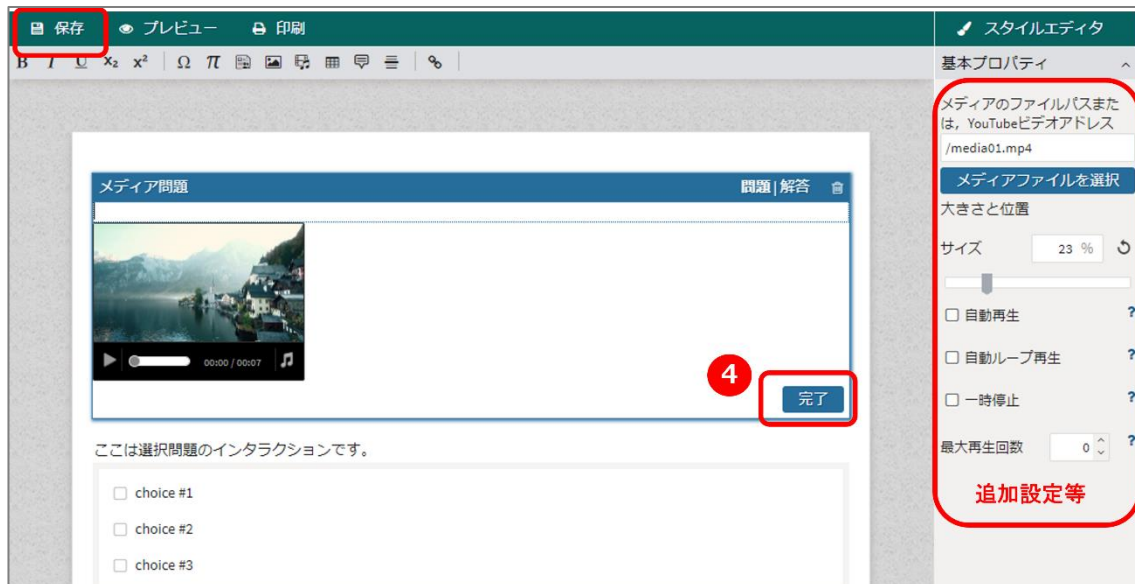 保存 プレビュー 印刷
B I U X₂ x² Ω π
スタイルエディタ
基本プロパティ
メディアのファイルパスまた
は，YouTubeビデオアドレス
/media01.mp4
メディアファイルを選択
大きさと位置
サイズ 23 %
自動再生 ?
自動ループ再生 ?
一時停止 ?
最大再生回数 0 ?
追加設定等
メディア問題 問題|解答
00:00 / 00:07
4
完了
ここは選択問題のインタラクションです。
choice #1
choice #2
choice #3